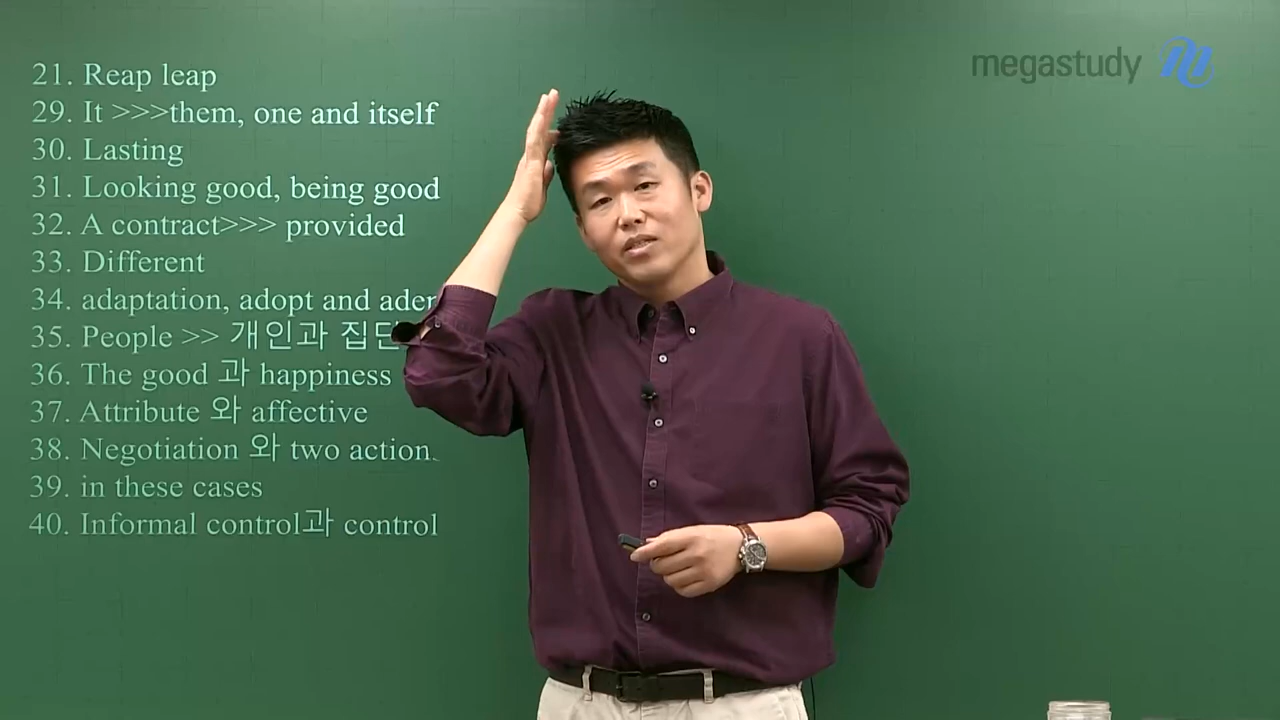 megastudy
21. Reap leap
29. It >>>them, one and itself
30. Lasting
31. Looking good, being good
32. A contract>>> provided
33. Different
34. adaptation, adopt and
35. People >> 개인과
36. The good 과 happiness
37. Attribute 와 affective
38. Negotiation 와 two action
39. in these cases
40. Informal control과 control